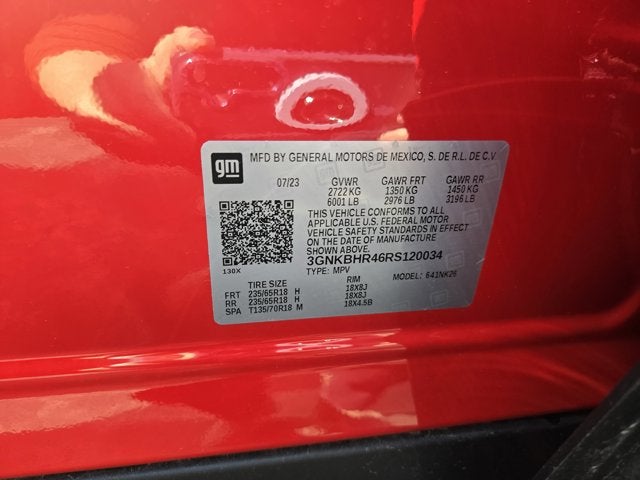 gm
MFD BY GENERAL MOTORS DE MEXICO, S. DE R.L. DE C.V
07/23 GVWR GAWR FRT GAWR RR
2722 KG 1350 KG 1450 KG
6001 LB 2976 LB 3196 LB
THIS VEHICLE CONFORMS TO ALL
APPLICABLE U.S. FEDERAL MOTOR
VEHICLE SAFETY STANDARDS IN EFFECT
ON THE DATE OF MANUFACTURE
SHOWN ABOVE.
130X
3GNKBHR46RS120034
TYPE: MPV MODEL: 641NK26
TIRE SIZE RIM
FRT 235/65R18 H 18X8J
RR 235/65R18 H 18X8J
SPA T135/70R18 M 18X4.5B